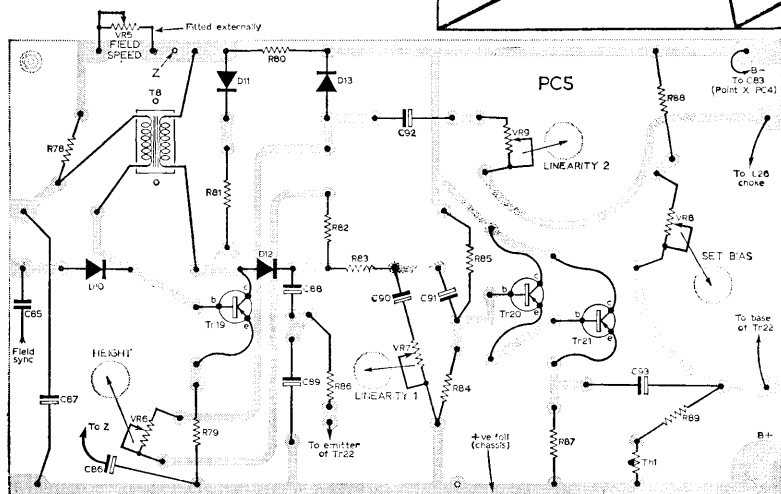 Fitted externally
VR5
FIELD
SPEED
Z
R80
D11
D13
PC5
B-
To C83
(Point X PC4)
T8
R78
C92
VR9
LINEARITY 2
R88
To L26
choke
R81
R82
VR8
SET BIAS
D10
D12
R83
R85
C85
Field
sync
b
c
e
Tr19
C88
C90
C91
b
c
e
Tr20
b
c
e
Tr21
To base
of Tr22
HEIGHT
VR7
LINEARITY 1
C87
C89
R86
R84
C93
R89
To Z
VR6
R79
C86
To emitter
of Tr22
+ve foil
(chassis)
R87
Th1
B+